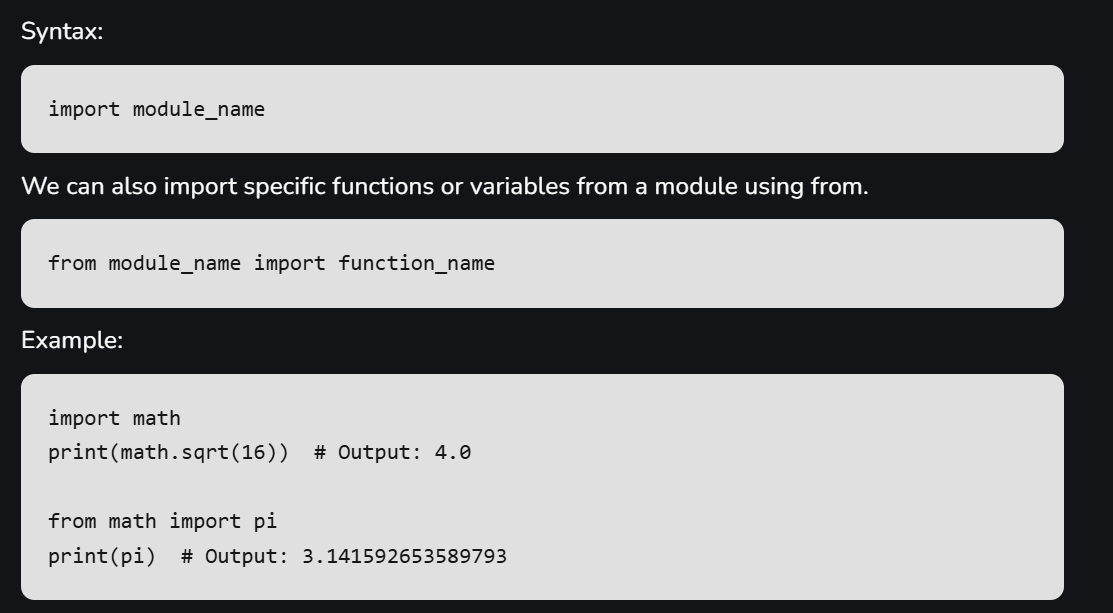 Syntax:
import module_name
We can also import specific functions or variables from a module using from.
from module_name import function_name
Example:
import math
print(math.sqrt(16))  # Output: 4.0
from math import pi
print(pi)  # Output: 3.141592653589793